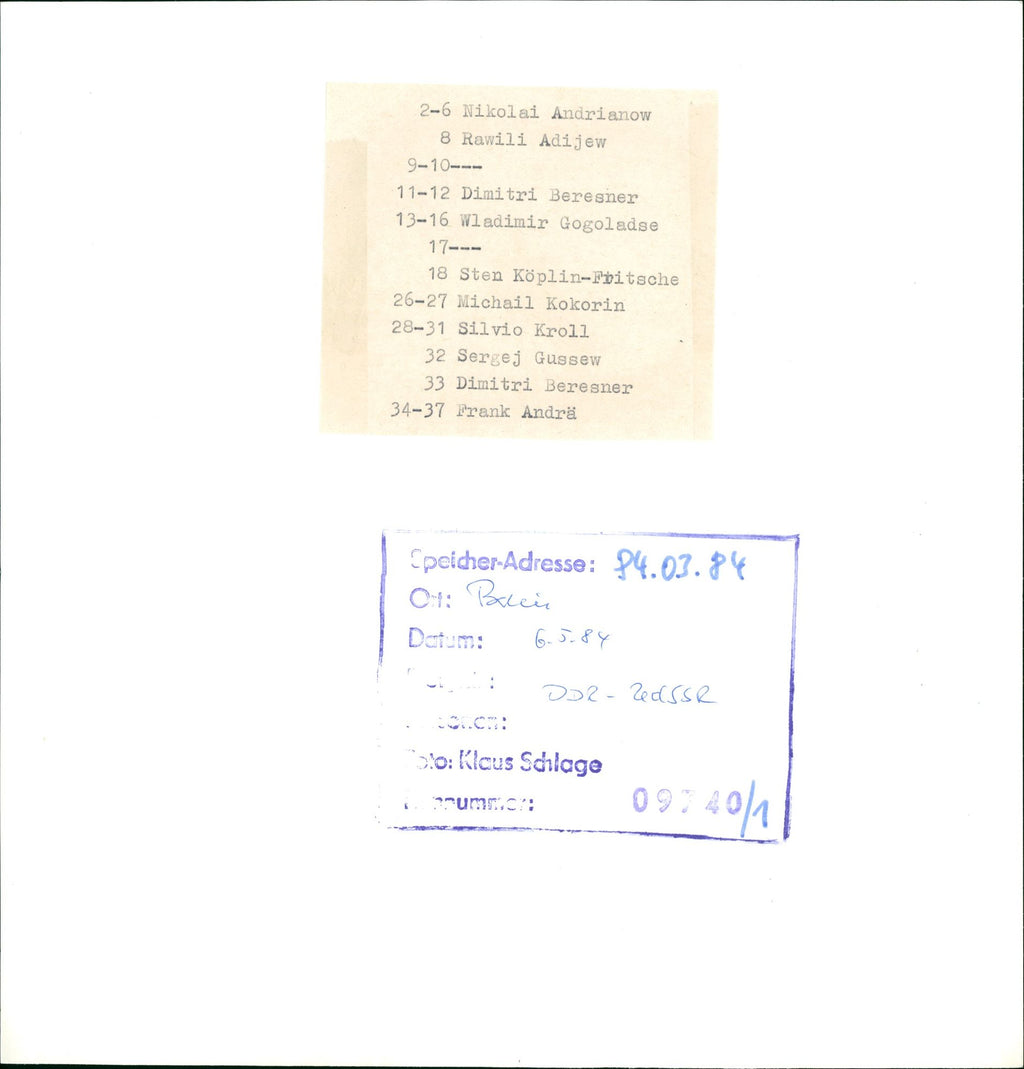 2-6 Nikolai Andrianow
8 Rawili Adijew
9-10---
11-12 Dimitri Beresner
13-16 Wladimir Gogoladse
17---
18 Sten Köplin-Fritsche
26-27 Michail Kokorin
28-31 Silvio Kroll
32 Sergej Gussew
33 Dimitri Beresner
34-37 Frank Andrä
Speicher-Adresse: 84.03.84
Ort:
Datum: 6.5.84
DDR - UdSSR
Foto: Klaus Schlage
09740/1